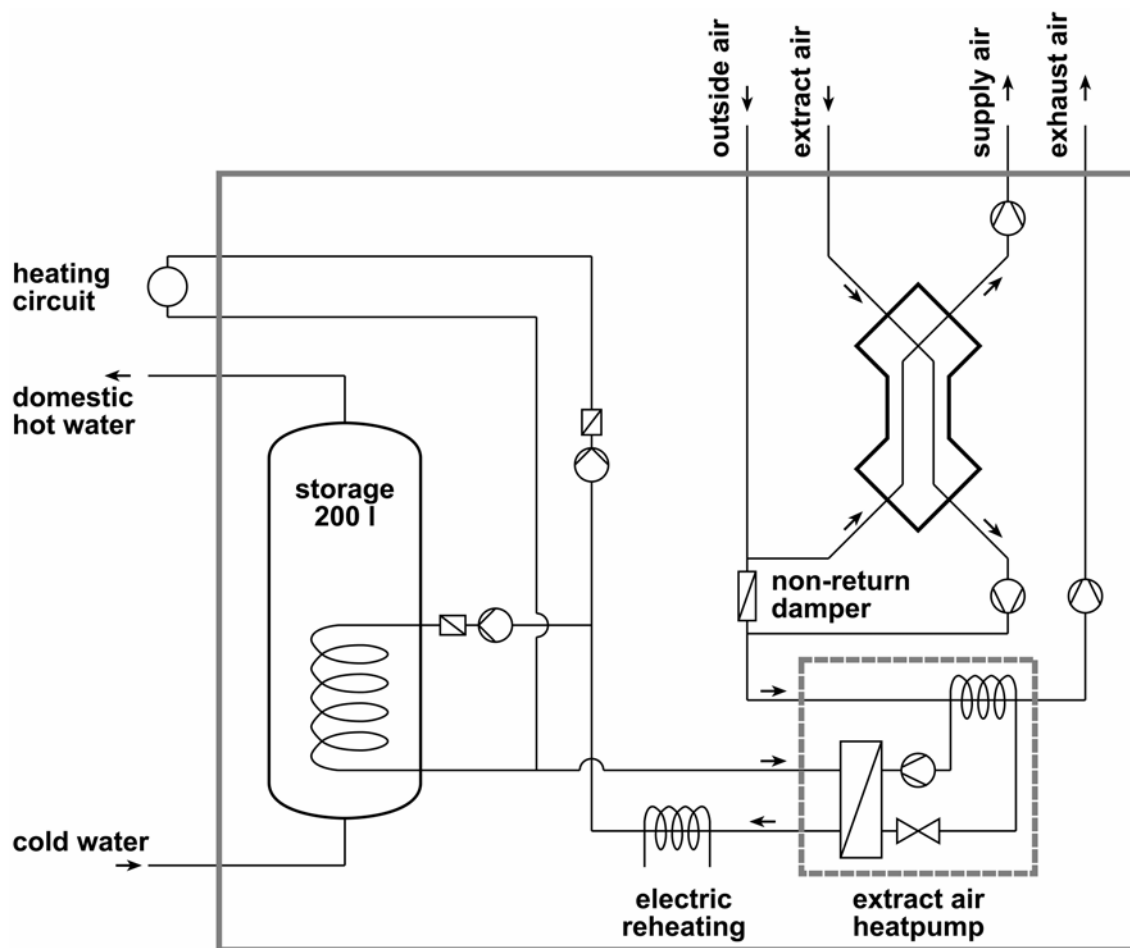 outside air
extract air
supply air
exhaust air
heating
circuit
domestic
hot water
storage
200 l
non-return
damper
cold water
electric
reheating
extract air
heatpump